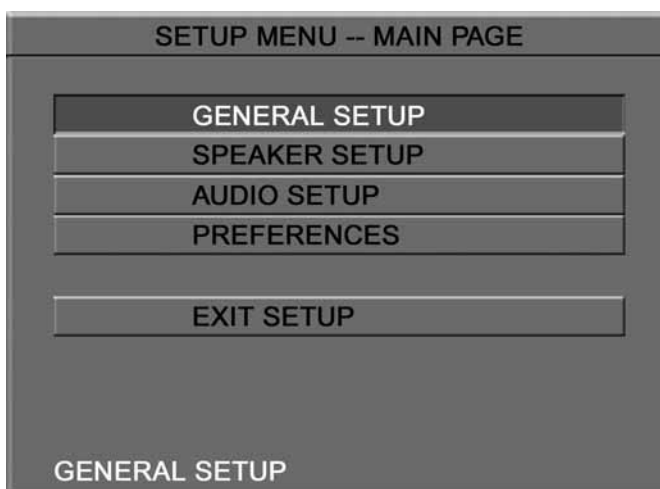 SETUP MENU -- MAIN PAGE
GENERAL SETUP
SPEAKER SETUP
AUDIO SETUP
PREFERENCES
EXIT SETUP
GENERAL SETUP